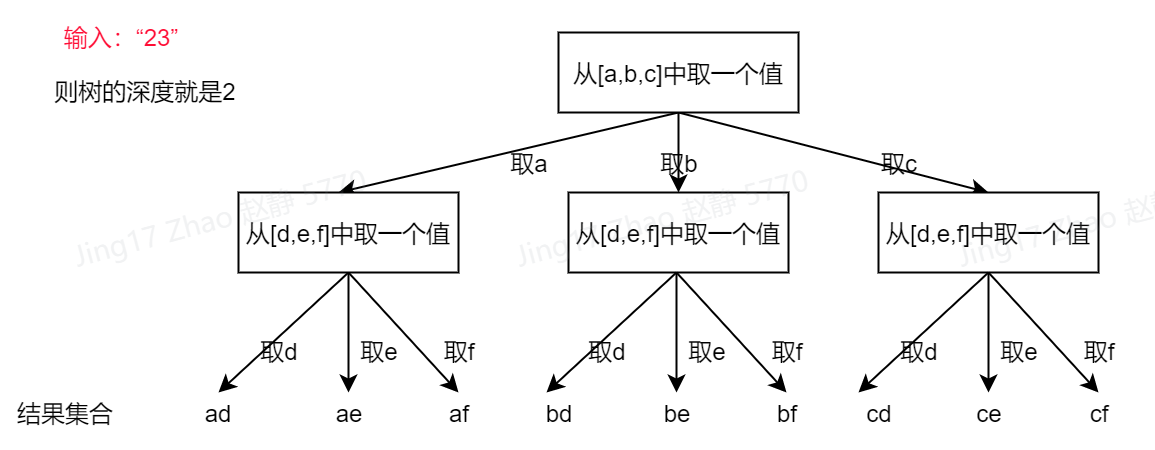 输入：“23”
则树的深度就是2
从[a,b,c]中取一个值
取a 取b 取c
从[d,e,f]中取一个值 从[d,e,f]中取一个值 从[d,e,f]中取一个值
Jing17 Zhao 赵静 5770 Jing17 Zhao 赵静 5770 Jing17 Zhao 赵
取d 取e 取f 取d 取e 取f 取d 取e 取f
结果集合 ad ae af bd be bf cd ce cf